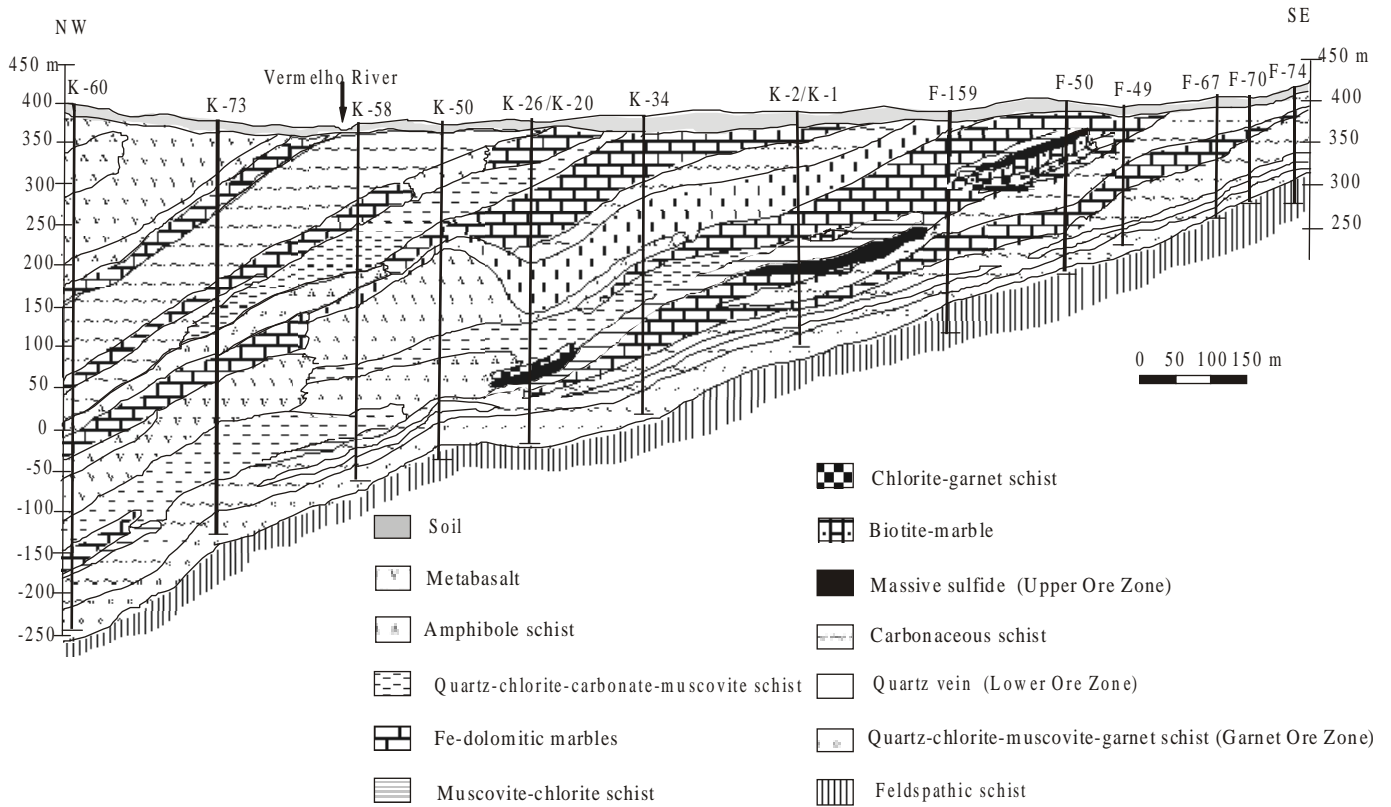 NW
SE
450 m
400
350
300
250
200
150
100
50
0
-50
-100
-150
-200
-250
K-60
K-73
Vermelho River
K-58
K-50
K-26/K-20
K-34
K-2/K-1
F-159
F-50
F-49
F-67
F-70
F-74
450 m
400
350
300
250
0 50 100 150 m
Soil
Metabasalt
Amphibole schist
Quartz-chlorite-carbonate-muscovite schist
Fe-dolomitic marbles
Muscovite-chlorite schist
Chlorite-garnet schist
Biotite-marble
Massive sulfide (Upper Ore Zone)
Carbonaceous schist
Quartz vein (Lower Ore Zone)
Quartz-chlorite-muscovite-garnet schist (Garnet Ore Zone)
Feldspathic schist